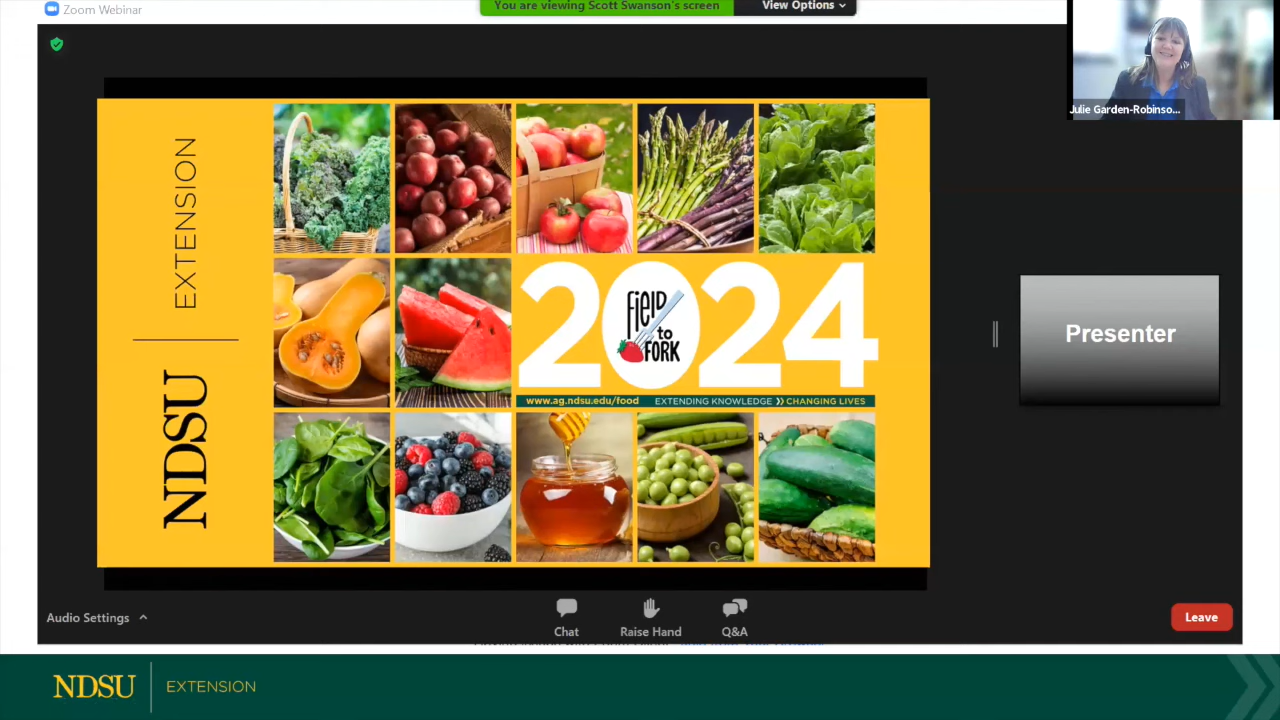 Zoom Webinar
You are viewing Scott Swanson's screen
View Options
Julie Garden-Robinso...
NDSU
EXTENSION
2024
FiElD
to
FORK
www.ag.ndsu.edu/food
EXTENDING KNOWLEDGE
CHANGING LIVES
Presenter
Audio Settings
Chat
Raise Hand
Q&A
Leave
NDSU
EXTENSION